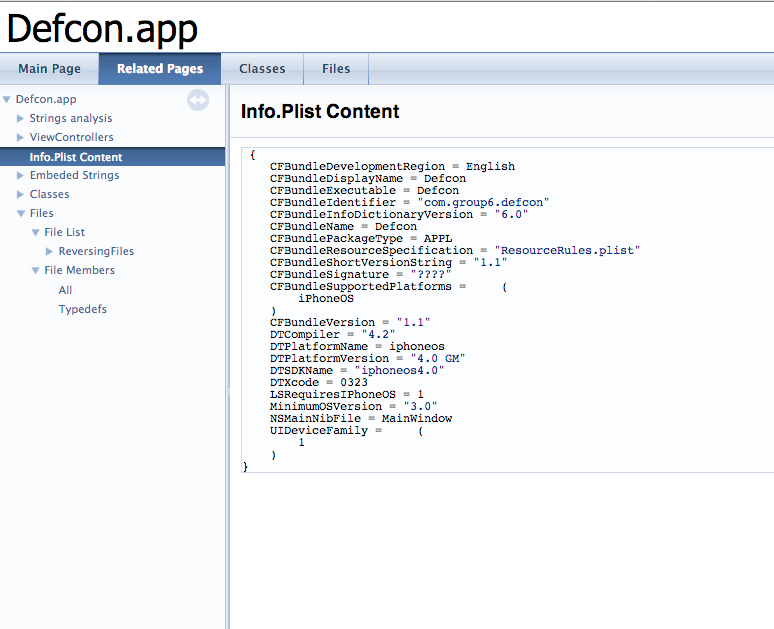 Defcon.app
Main Page
Related Pages
Classes
Files
Defcon.app
Strings analysis
ViewControllers
Info.Plist Content
Embeded Strings
Classes
Files
File List
ReversingFiles
File Members
All
Typedefs
Info.Plist Content
{
CFBundleDevelopmentRegion = English
CFBundleDisplayName = Defcon
CFBundleExecutable = Defcon
CFBundleIdentifier = "com.group6.defcon"
CFBundleInfoDictionaryVersion = "6.0"
CFBundleName = Defcon
CFBundlePackageType = APPL
CFBundleResourceSpecification = "ResourceRules.plist"
CFBundleShortVersionString = "1.1"
CFBundleSignature = "????"
CFBundleSupportedPlatforms = (
iPhoneOS
)
CFBundleVersion = "1.1"
DTCompiler = "4.2"
DTPlatformName = iphoneos
DTPlatformVersion = "4.0 GM"
DTSDKName = "iphoneos4.0"
DTXcode = 0323
LSRequiresIPhoneOS = 1
MinimumOSVersion = "3.0"
NSMainNibFile = MainWindow
UIDeviceFamily = (
1
)
}